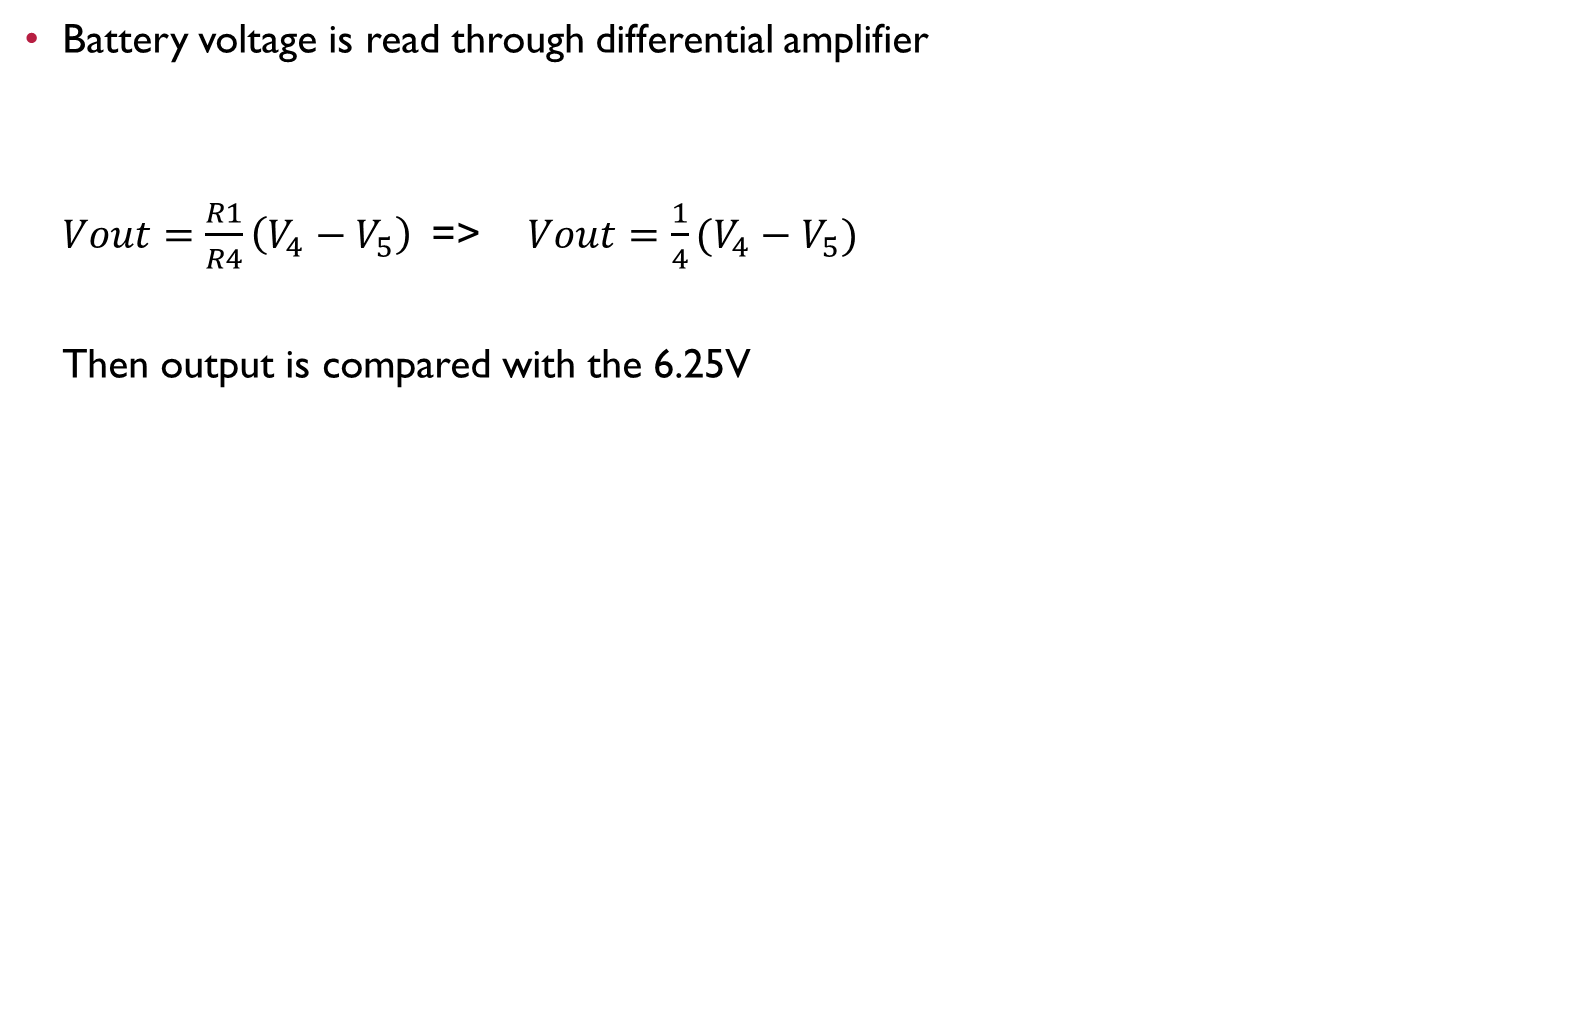 • Battery voltage is read through differential amplifier
Vout = R1/R4 (V₄ − V₅) => Vout = 1/4 (V₄ − V₅)
Then output is compared with the 6.25V